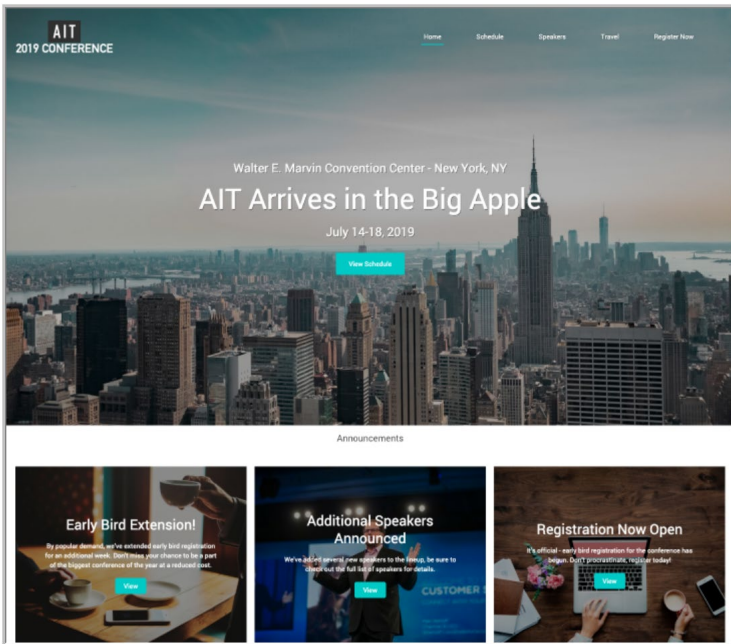 AIT
2019 CONFERENCE
Home
Schedule
Speakers
Travel
Register Now
Walter E. Marvin Convention Center - New York, NY
AIT Arrives in the Big Apple
July 14-18, 2019
View Schedule
Announcements
Early Bird Extension!
By popular demand, we've extended early bird registration
for an additional week. Don't miss your chance to be a part
of the biggest conference of the year at a reduced cost.
View
Additional Speakers
Announced
We've added several new speakers to the lineup, be sure to
check out the full list of speakers for details.
View
CUSTOMER
Registration Now Open
It's official - early bird registration for the conference has
begun. Don't procrastinate, register today!
View